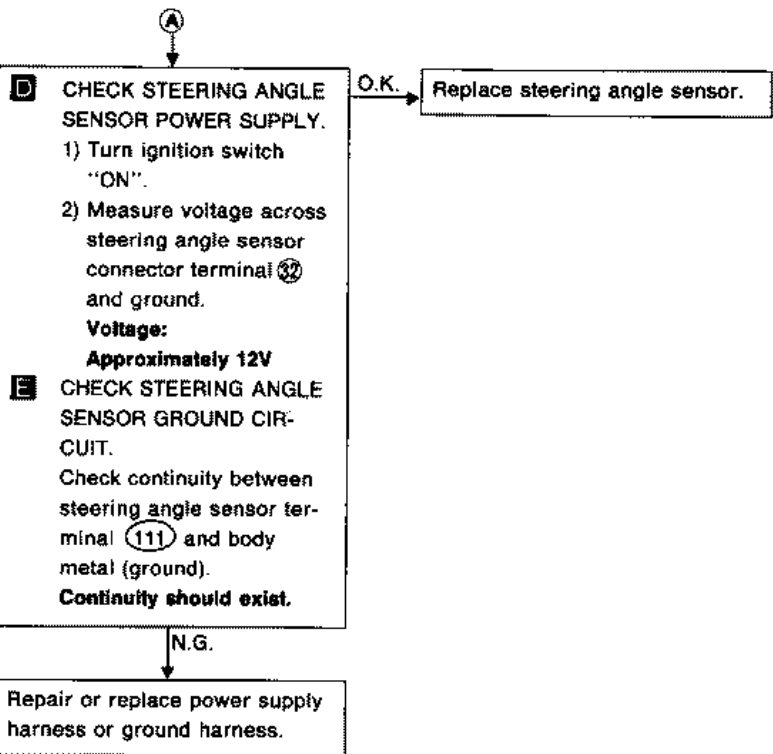 A
D CHECK STEERING ANGLE
SENSOR POWER SUPPLY.
1) Turn ignition switch
"ON".
2) Measure voltage across
steering angle sensor
connector terminal 32
and ground.
Voltage:
Approximately 12V
E CHECK STEERING ANGLE
SENSOR GROUND CIR-
CUIT.
Check continuity between
steering angle sensor ter-
minal 111 and body
metal (ground).
Continuity should exist.
O.K.
Replace steering angle sensor.
N.G.
Repair or replace power supply
harness or ground harness.